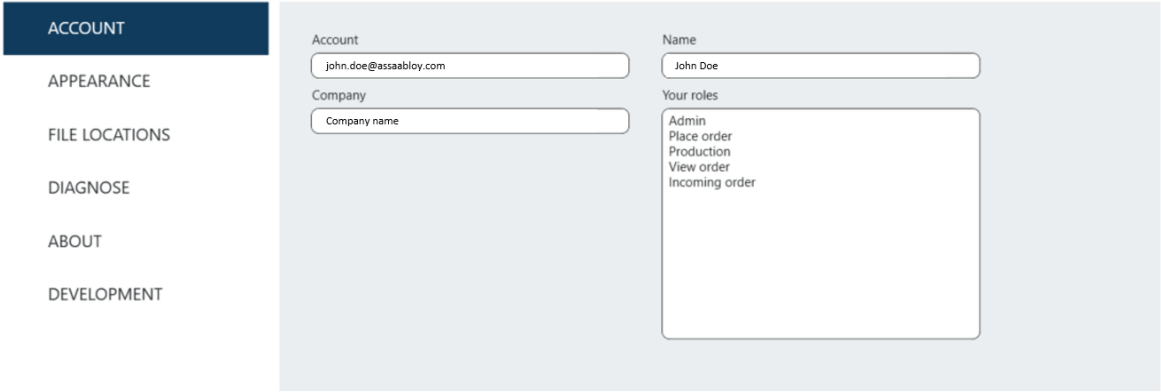 ACCOUNT
APPEARANCE
FILE LOCATIONS
DIAGNOSE
ABOUT
DEVELOPMENT
Account
john.doe@assaabloy.com
Company
Company name
Name
John Doe
Your roles
Admin
Place order
Production
View order
Incoming order